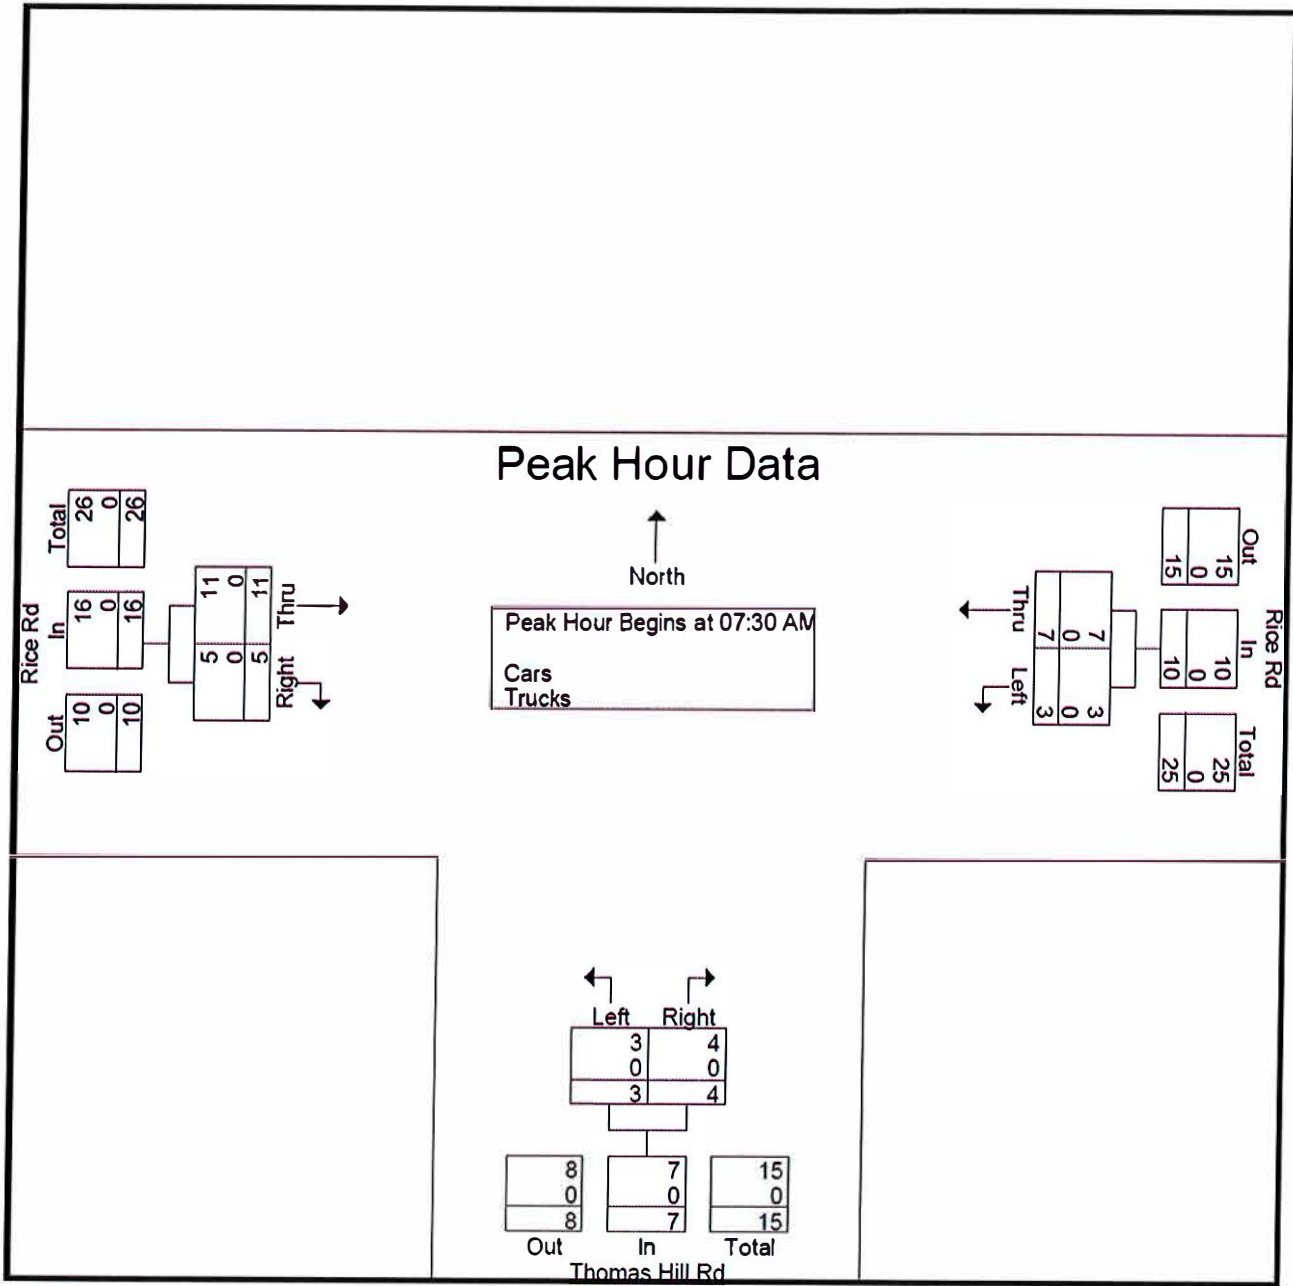 Peak Hour Data
North
Peak Hour Begins at 07:30 AM
Cars
Trucks
Rice Rd
Out In Total
10 16 26
0 0 0
10 16 26
11 5
0 0
11 5
Thru Right
Rice Rd
Out In Total
15 10 25
0 0 0
15 10 25
7 3
0 0
7 3
Thru Left
Left Right
3 4
0 0
3 4
8 7 15
0 0 0
8 7 15
Out In Total
Thomas Hill Rd